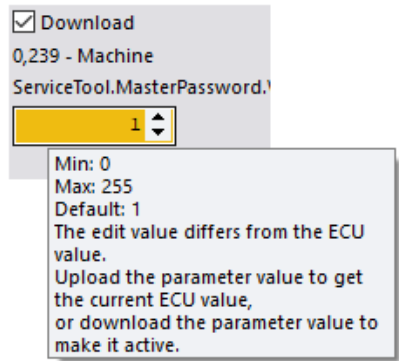 Download
0,239 - Machine
ServiceTool.MasterPassword.
1
Min: 0
Max: 255
Default: 1
The edit value differs from the ECU
value.
Upload the parameter value to get
the current ECU value,
or download the parameter value to
make it active.